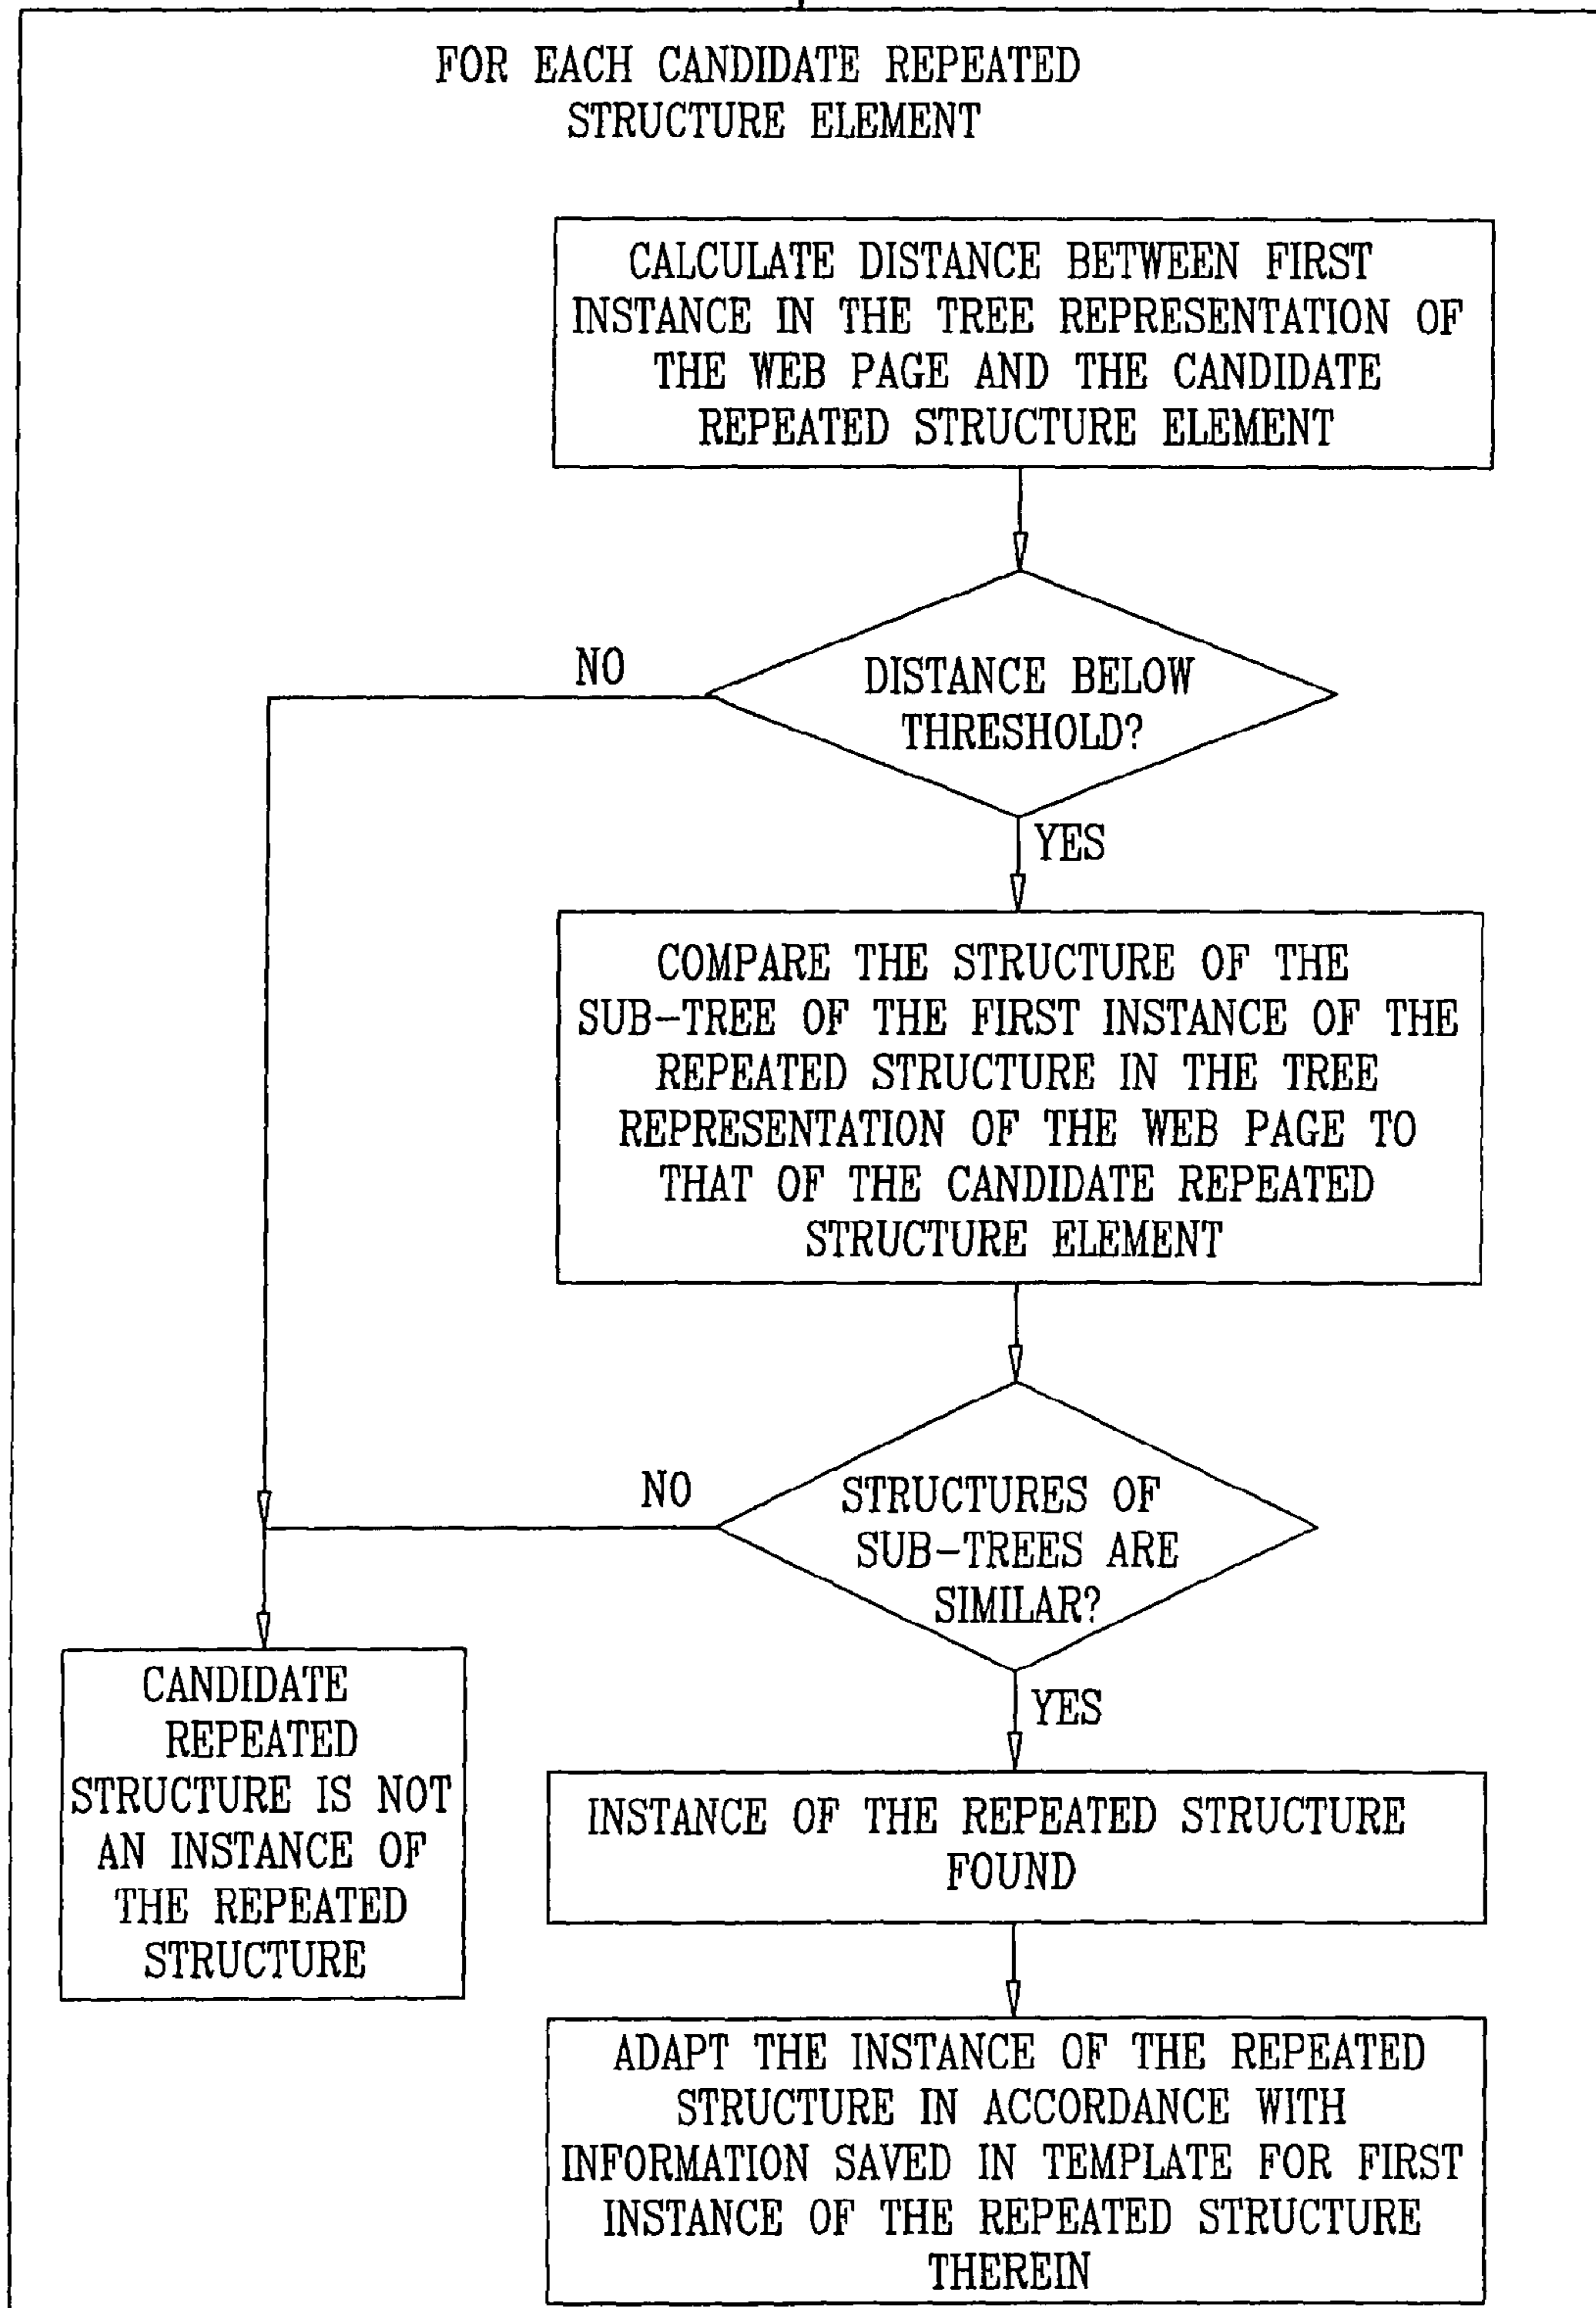 FOR EACH CANDIDATE REPEATED
STRUCTURE ELEMENT
CALCULATE DISTANCE BETWEEN FIRST
INSTANCE IN THE TREE REPRESENTATION OF
THE WEB PAGE AND THE CANDIDATE
REPEATED STRUCTURE ELEMENT
NO
DISTANCE BELOW
THRESHOLD?
YES
COMPARE THE STRUCTURE OF THE
SUB-TREE OF THE FIRST INSTANCE OF THE
REPEATED STRUCTURE IN THE TREE
REPRESENTATION OF THE WEB PAGE TO
THAT OF THE CANDIDATE REPEATED
STRUCTURE ELEMENT
NO
STRUCTURES OF
SUB-TREES ARE
SIMILAR?
YES
CANDIDATE
REPEATED
STRUCTURE IS NOT
AN INSTANCE OF
THE REPEATED
STRUCTURE
INSTANCE OF THE REPEATED STRUCTURE
FOUND
ADAPT THE INSTANCE OF THE REPEATED
STRUCTURE IN ACCORDANCE WITH
INFORMATION SAVED IN TEMPLATE FOR FIRST
INSTANCE OF THE REPEATED STRUCTURE
THEREIN